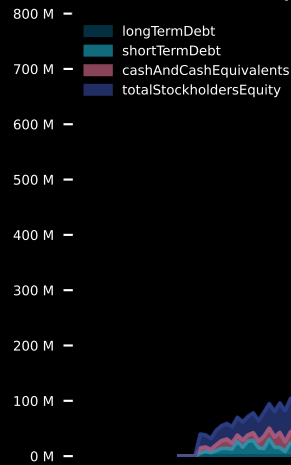 800 M
longTermDebt
shortTermDebt
700 M
cashAndCashEquivalents
totalStockholdersEquity
600 M
500 M
400 M
300 M
200 M
100 M
0 M